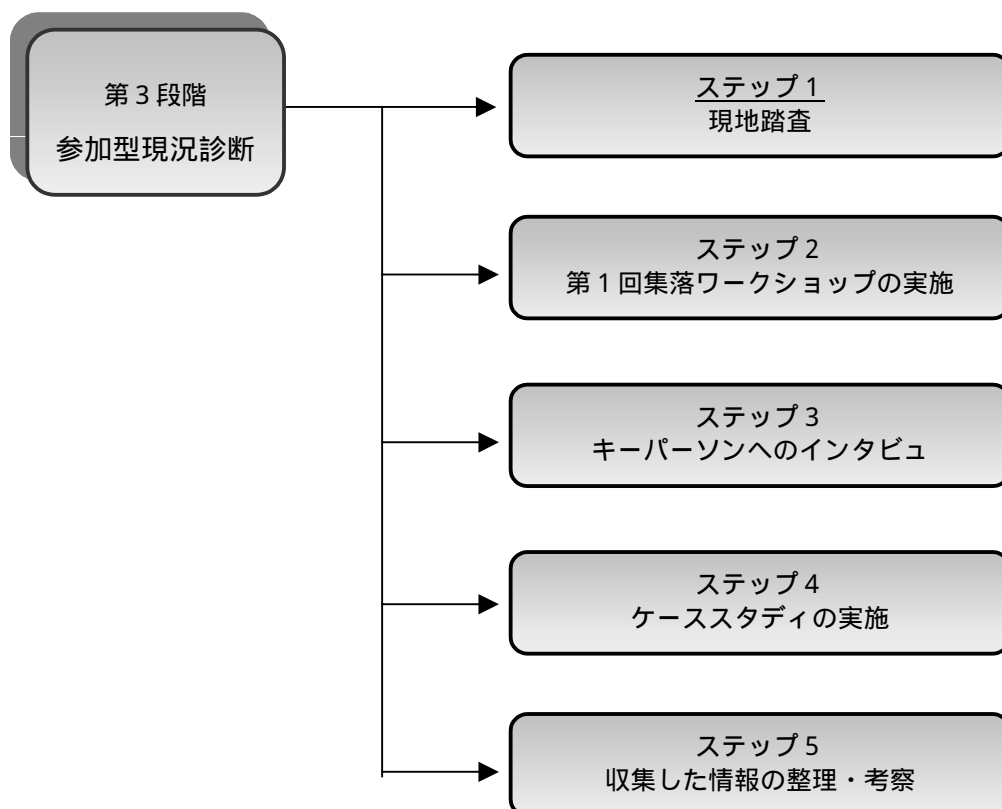 第３段階
参加型現況診断
ステップ１
現地踏査
ステップ２
第１回集落ワークショップの実施
ステップ３
キーパーソンへのインタビュ
ステップ４
ケーススタディの実施
ステップ５
収集した情報の整理・考察